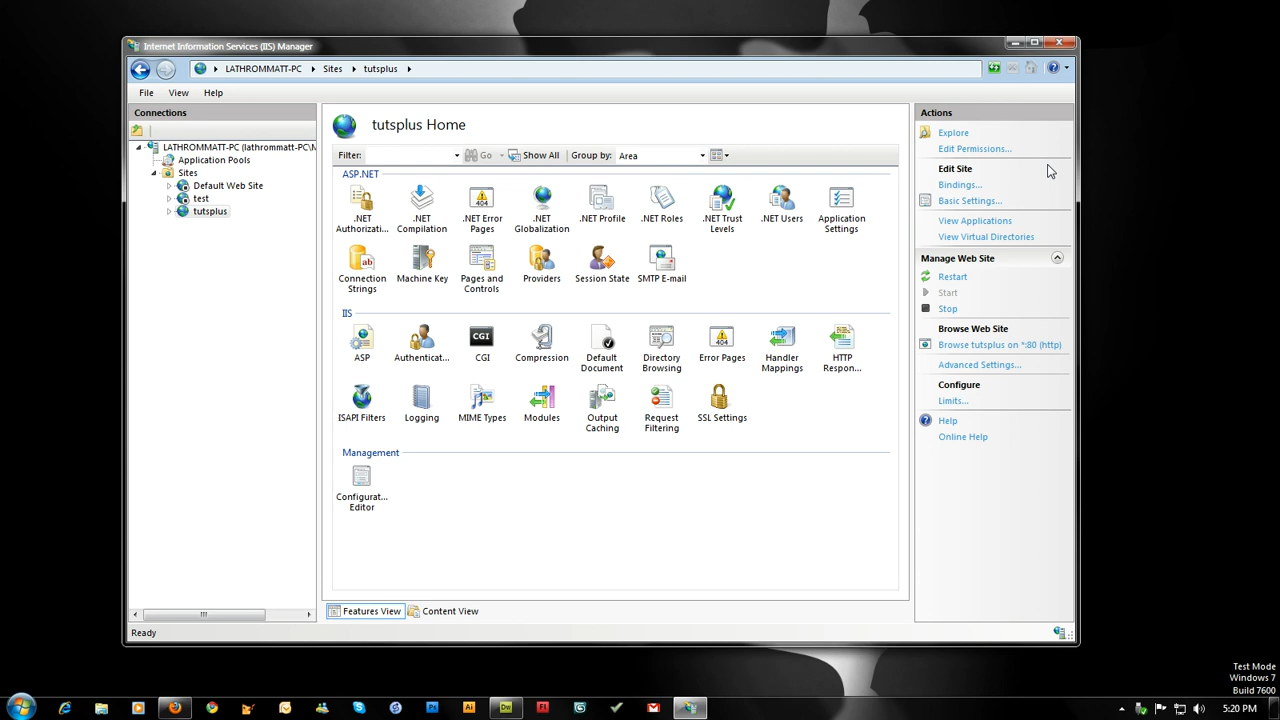 Internet Information Services (IIS) Manager
LATHROMMATT-PC
Sites
tutsplus
File
View
Help
Connections
LATHROMMATT-PC (lathrommatt-PC\
Application Pools
Sites
Default Web Site
test
tutsplus
tutsplus Home
Filter:
Go
Show All
Group by:
Area
ASP.NET
.NET Authorizati...
.NET Compilation
.NET Error Pages
.NET Globalization
.NET Profile
.NET Roles
.NET Trust Levels
.NET Users
Application Settings
Connection Strings
Machine Key
Pages and Controls
Providers
Session State
SMTP E-mail
IIS
ASP
Authenticat...
CGI
Compression
Default Document
Directory Browsing
Error Pages
Handler Mappings
HTTP Respon...
ISAPI Filters
Logging
MIME Types
Modules
Output Caching
Request Filtering
SSL Settings
Management
Configurat... Editor
Features View
Content View
Ready
Actions
Explore
Edit Permissions...
Edit Site
Bindings...
Basic Settings...
View Applications
View Virtual Directories
Manage Web Site
Restart
Start
Stop
Browse Web Site
Browse tutsplus on *:80 (http)
Advanced Settings...
Configure
Limits...
Help
Online Help
Test Mode
Windows 7
Build 7600
5:20 PM